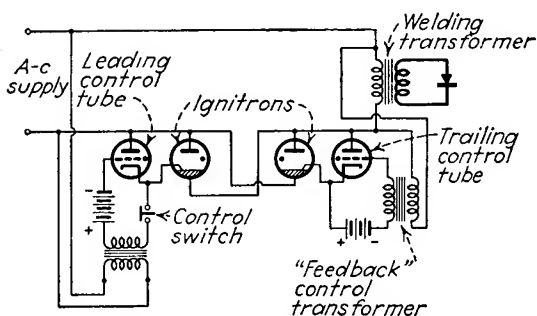 Welding
transformer
A-c
supply
Leading
control
tube
Ignitrons
Trailing
control
tube
-
+
Control
switch
+ -
"Feedback"
control
transformer